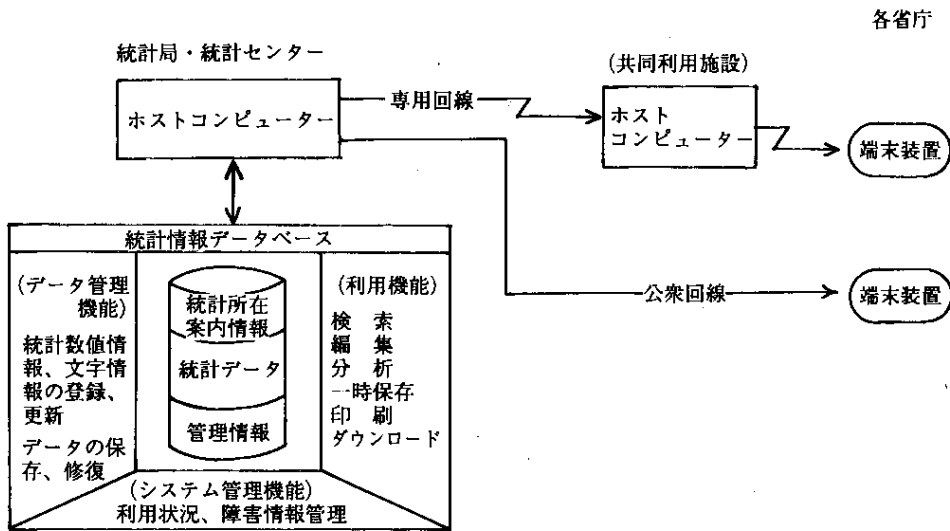 各省庁
統計局・統計センター
(共同利用施設)
ホストコンピューター
専用回線
ホスト
コンピューター
端末装置
公衆回線
端末装置
統計情報データベース
(データ管理
機能)
統計数値情
報、文字情
報の登録、
更新
データの保
存、修復
統計所在
案内情報
統計データ
管理情報
(利用機能)
検 索
編 集
分 析
一時保存
印 刷
ダウンロード
(システム管理機能)
利用状況、障害情報管理